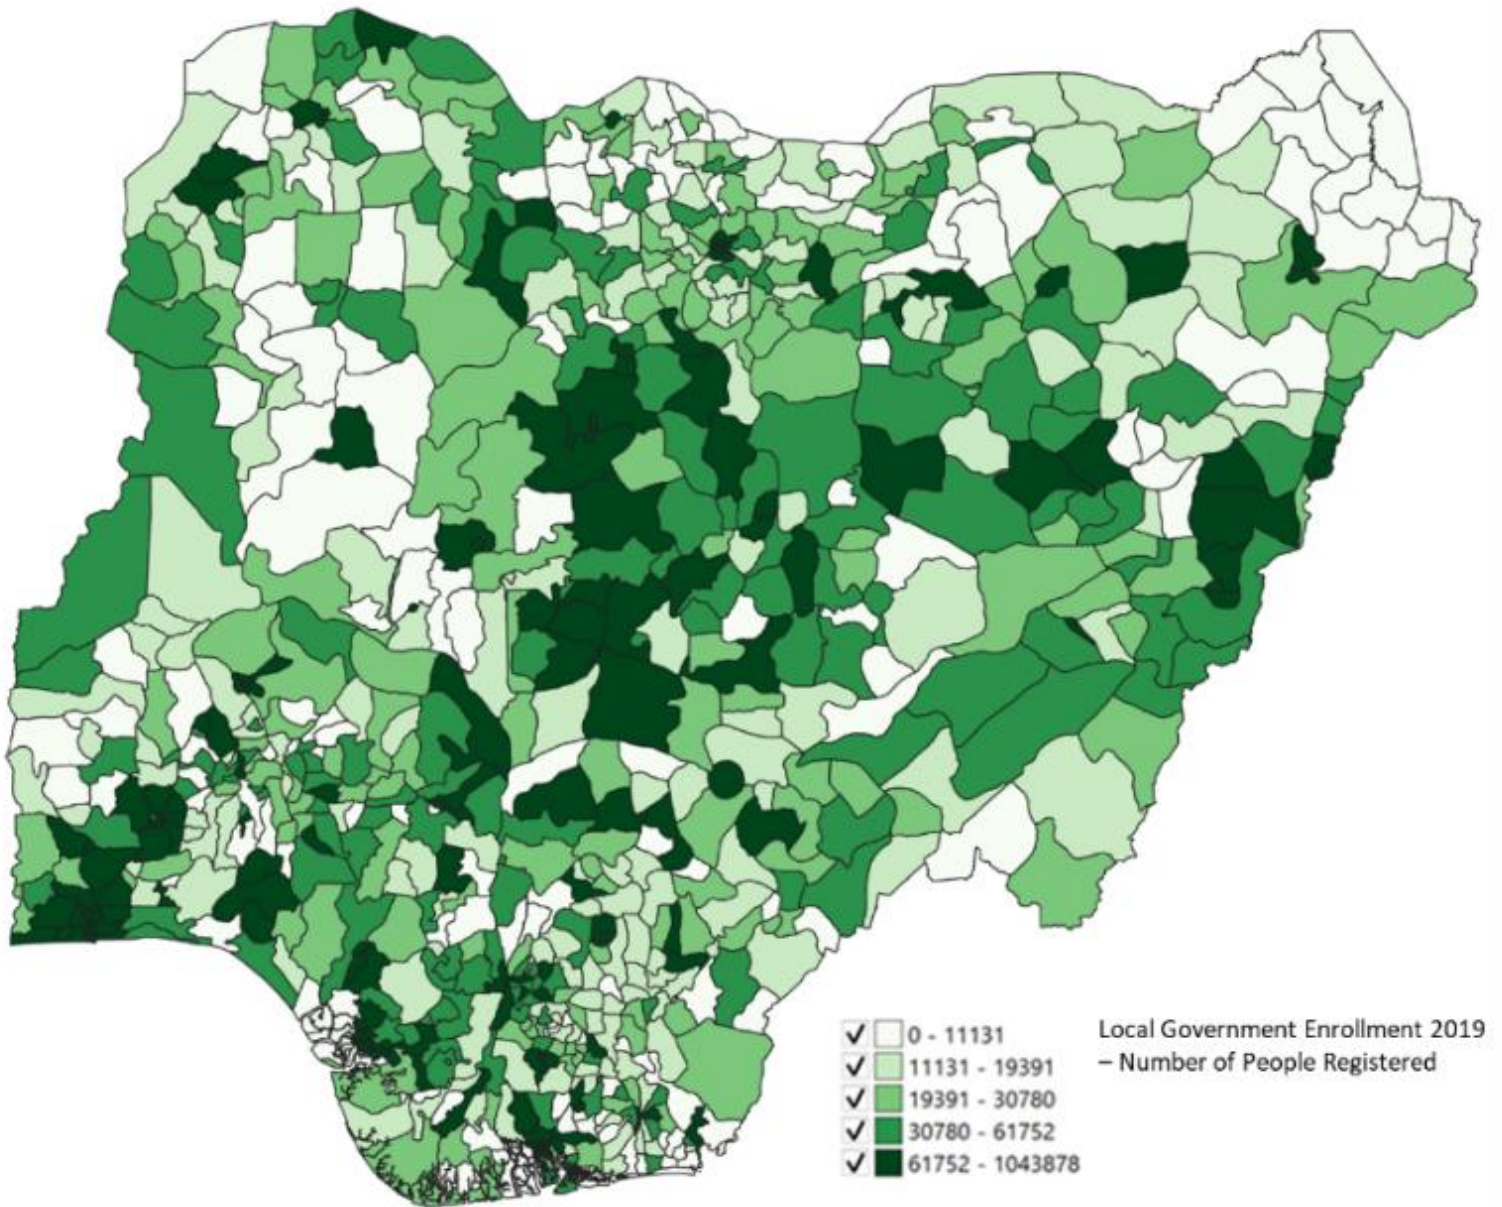 0 - 11131
11131 - 19391
19391 - 30780
30780 - 61752
61752 - 1043878
Local Government Enrollment 2019
– Number of People Registered